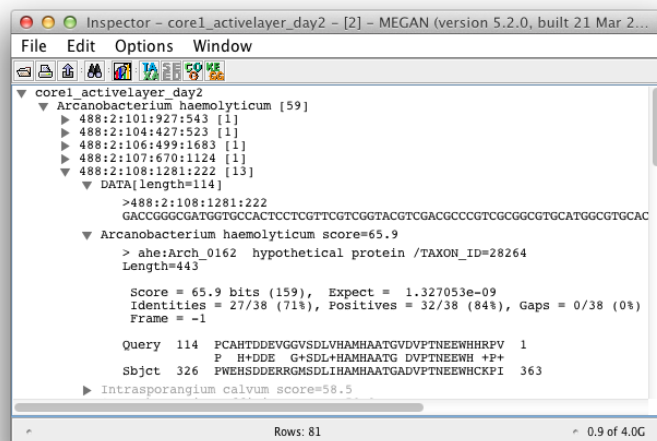 Inspector – core1_activelayer_day2 – [2] – MEGAN (version 5.2.0, built 21 Mar 2...
File Edit Options Window
core1_activelayer_day2
Arcanobacterium haemolyticum [59]
488:2:101:927:543 [1]
488:2:104:427:523 [1]
488:2:106:499:1683 [1]
488:2:107:670:1124 [1]
488:2:108:1281:222 [13]
DATA[length=114]
>488:2:108:1281:222
GACCGGGCGATGGTGCCACTCCTCGTTCGTCGGTACGTCGACGCCCGTCGCGGCGTGCATGGCGTGCAC
Arcanobacterium haemolyticum score=65.9
> ahe:Arch_0162 hypothetical protein /TAXON_ID=28264
Length=443
Score = 65.9 bits (159), Expect = 1.327053e-09
Identities = 27/38 (71%), Positives = 32/38 (84%), Gaps = 0/38 (0%)
Frame = -1
Query 114 PCAHTDDEVGGVSDLVHAMHAATGVDVPTNEEWHHRPV 1
P H+DDE G+SDL+HAMHAATG DVPTNEEWH +P+
Sbjct 326 PWEHSDDERRGMSDLIHAMHAATGADVPTNEEWHCKPI 363
Intrasporangium calvum score=58.5
Rows: 81
0.9 of 4.0G